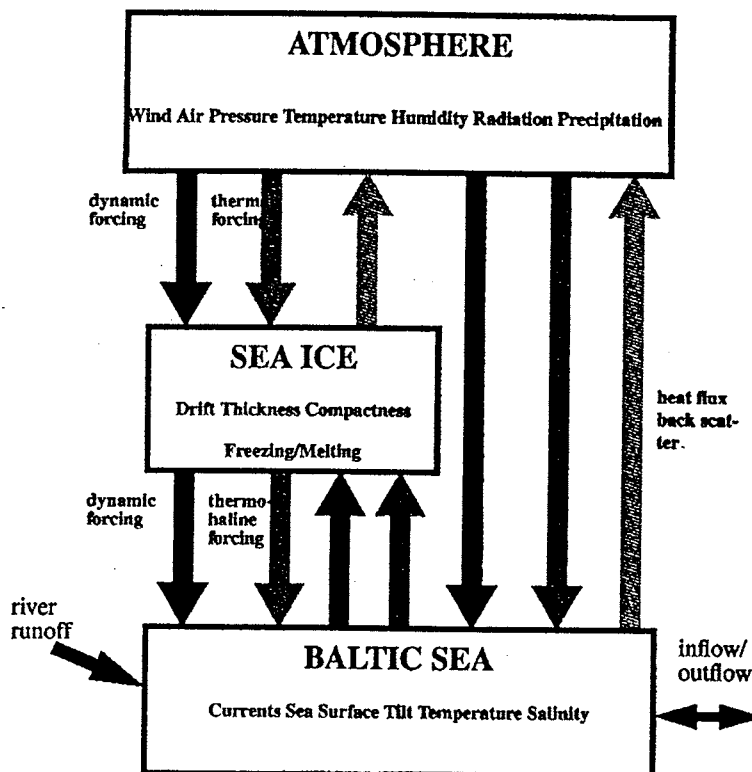 ATMOSPHERE
Wind Air Pressure Temperature Humidity Radiation Precipitation
dynamic
forcing
therm
forcing
SEA ICE
Drift Thickness Compactness
Freezing/Melting
heat flux
back scat-
ter.
dynamic
forcing
thermo-
haline
forcing
river
runoff
BALTIC SEA
Currents Sea Surface Tilt Temperature Salinity
inflow/
outflow